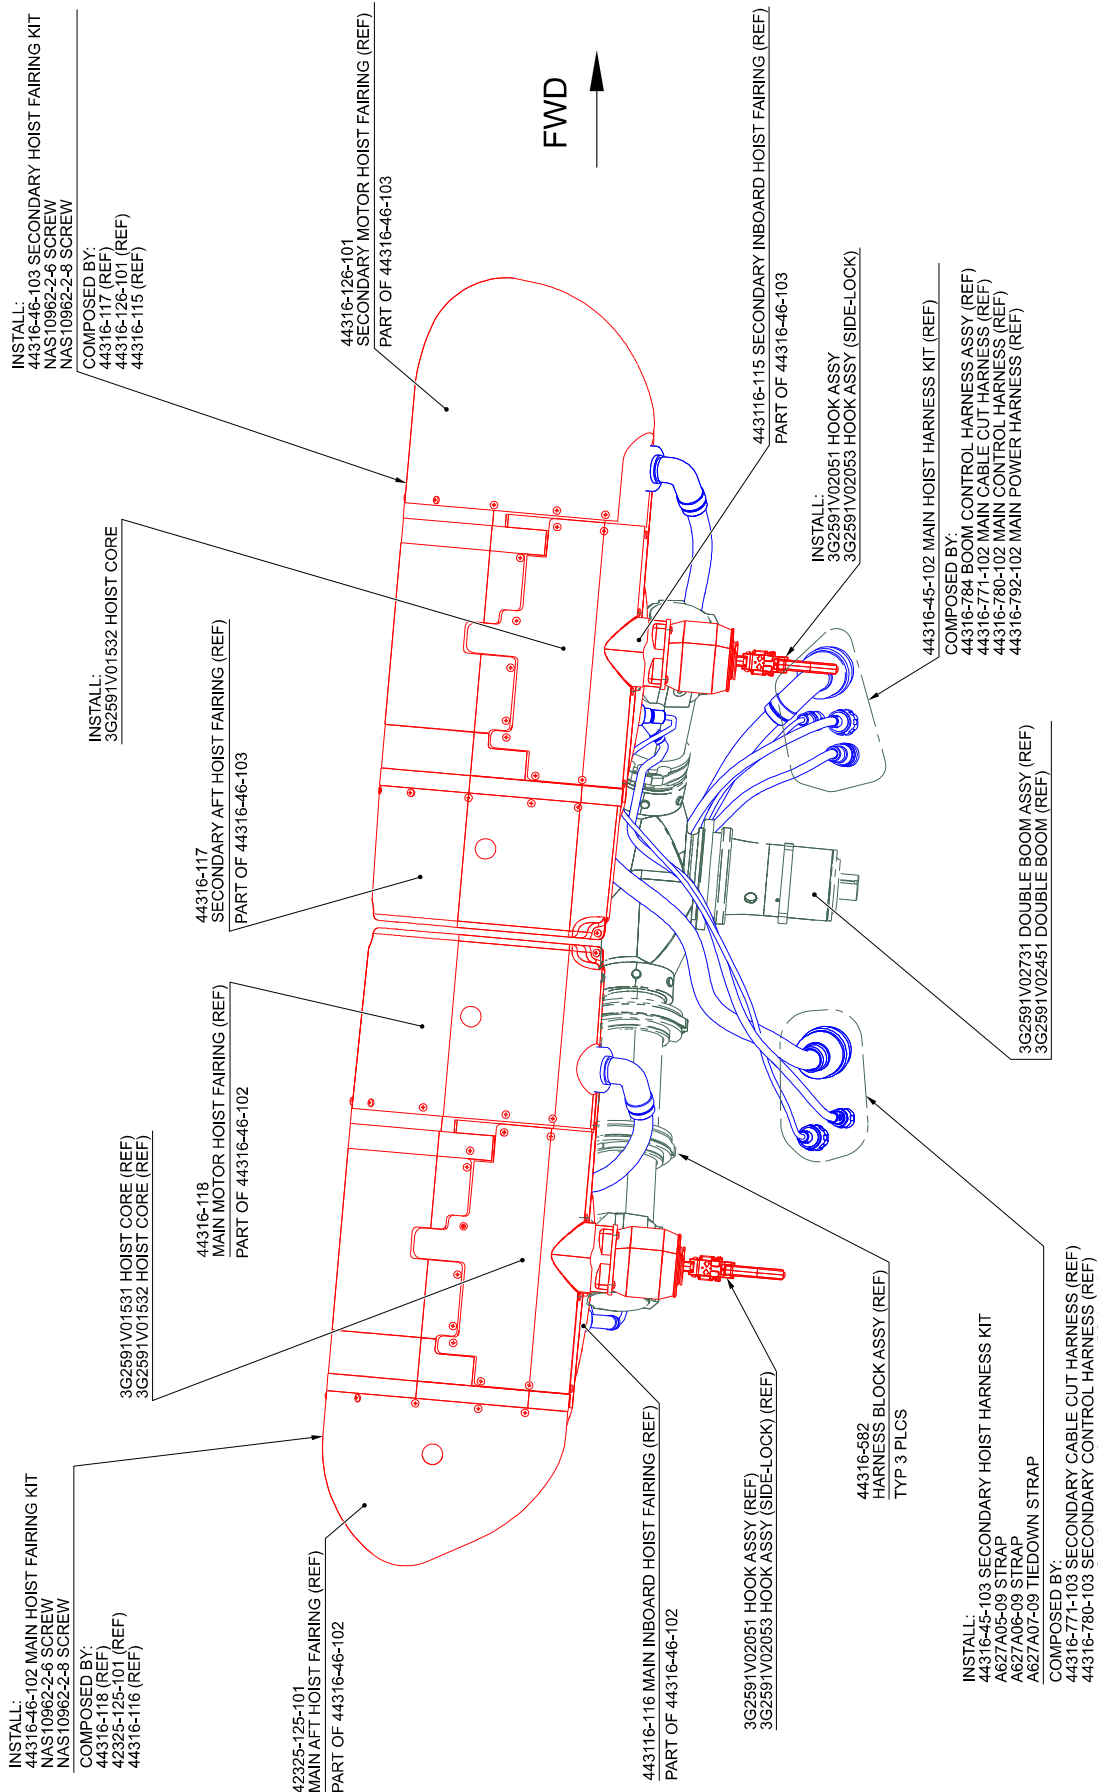 INSTALL:
44316-46-102 MAIN HOIST FAIRING KIT
NAS10962-2-6 SCREW
NAS10962-2-8 SCREW
COMPOSED BY:
44316-118 (REF)
42325-125-101 (REF)
44316-116 (REF)
3G2591V01531 HOIST CORE (REF)
3G2591V01532 HOIST CORE (REF)
44316-118
MAIN MOTOR HOIST FAIRING (REF)
PART OF 44316-46-102
44316-117
SECONDARY AFT HOIST FAIRING (REF)
PART OF 44316-46-103
INSTALL:
3G2591V01532 HOIST CORE
INSTALL:
44316-46-103 SECONDARY HOIST FAIRING KIT
NAS10962-2-6 SCREW
NAS10962-2-8 SCREW
COMPOSED BY:
44316-117 (REF)
44316-126-101 (REF)
44316-115 (REF)
44316-126-101
SECONDARY MOTOR HOIST FAIRING (REF)
PART OF 44316-46-103
FWD
42325-125-101
MAIN AFT HOIST FAIRING (REF)
PART OF 44316-46-102
443116-116 MAIN INBOARD HOIST FAIRING (REF)
PART OF 44316-46-102
3G2591V02051 HOOK ASSY (REF)
3G2591V02053 HOOK ASSY (SIDE-LOCK) (REF)
44316-582
HARNESS BLOCK ASSY (REF)
TYP 3 PLCS
INSTALL:
44316-45-103 SECONDARY HOIST HARNESS KIT
A627A05-09 STRAP
A627A06-09 STRAP
A627A07-09 TIEDOWN STRAP
COMPOSED BY:
44316-771-103 SECONDARY CABLE CUT HARNESS (REF)
44316-780-103 SECONDARY CONTROL HARNESS (REF)
3G2591V02731 DOUBLE BOOM ASSY (REF)
3G2591V02451 DOUBLE BOOM (REF)
443116-115 SECONDARY INBOARD HOIST FAIRING (REF)
PART OF 44316-46-103
INSTALL:
3G2591V02051 HOOK ASSY
3G2591V02053 HOOK ASSY (SIDE-LOCK)
44316-45-102 MAIN HOIST HARNESS KIT (REF)
COMPOSED BY:
44316-784 BOOM CONTROL HARNESS ASSY (REF)
44316-771-102 MAIN CABLE CUT HARNESS (REF)
44316-780-102 MAIN CONTROL HARNESS (REF)
44316-792-102 MAIN POWER HARNESS (REF)